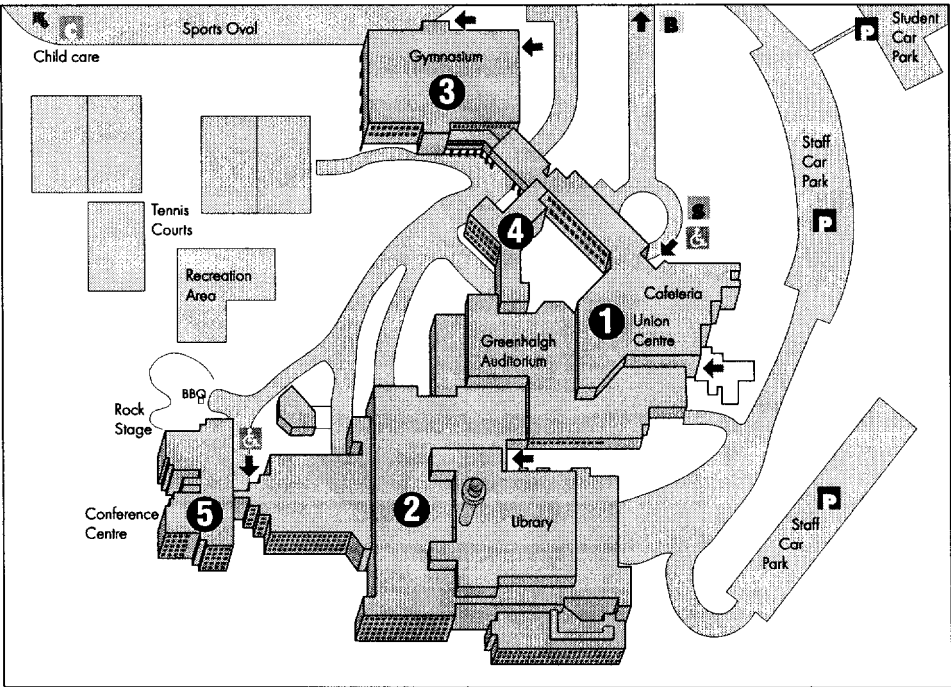 C
Child care
Sports Oval
B
P
Student
Car
Park
Gymnasium
3
Staff
Car
Park
P
Tennis
Courts
S
4
Recreation
Area
Cafeteria
1
Union
Centre
Greenhalgh
Auditorium
BBQ
Rock
Stage
Conference
Centre
5
2
Library
P
Staff
Car
Park